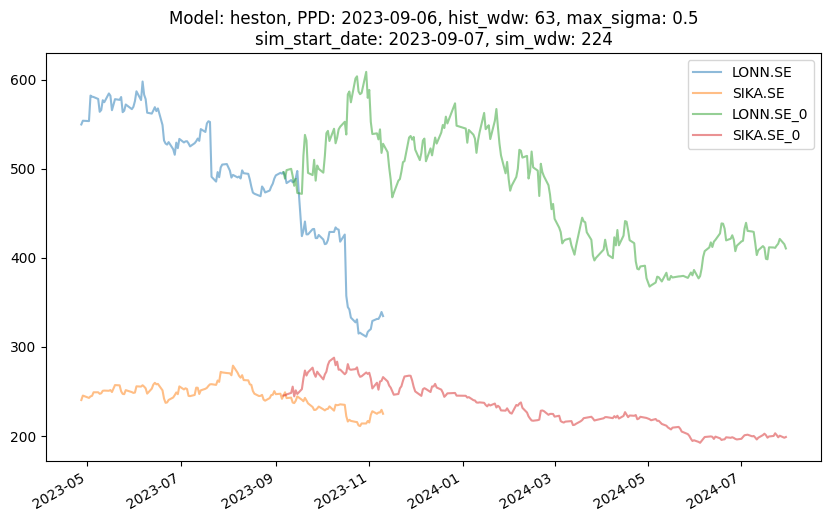 Model: heston, PPD: 2023-09-06, hist_wdw: 63, max_sigma: 0.5
sim_start_date: 2023-09-07, sim_wdw: 224
LONN.SE
SIKA.SE
LONN.SE_0
SIKA.SE_0
600
500
400
300
200
2023-05
2023-07
2023-09
2023-11
2024-01
2024-03
2024-05
2024-07